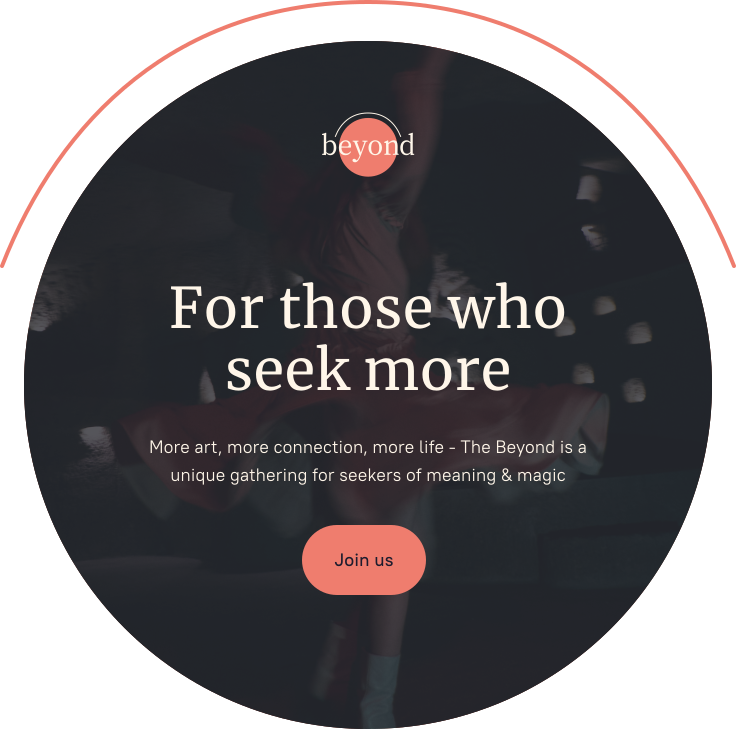 beyond
For those who
seek more
More art, more connection, more life - The Beyond is a
unique gathering for seekers of meaning & magic
Join us